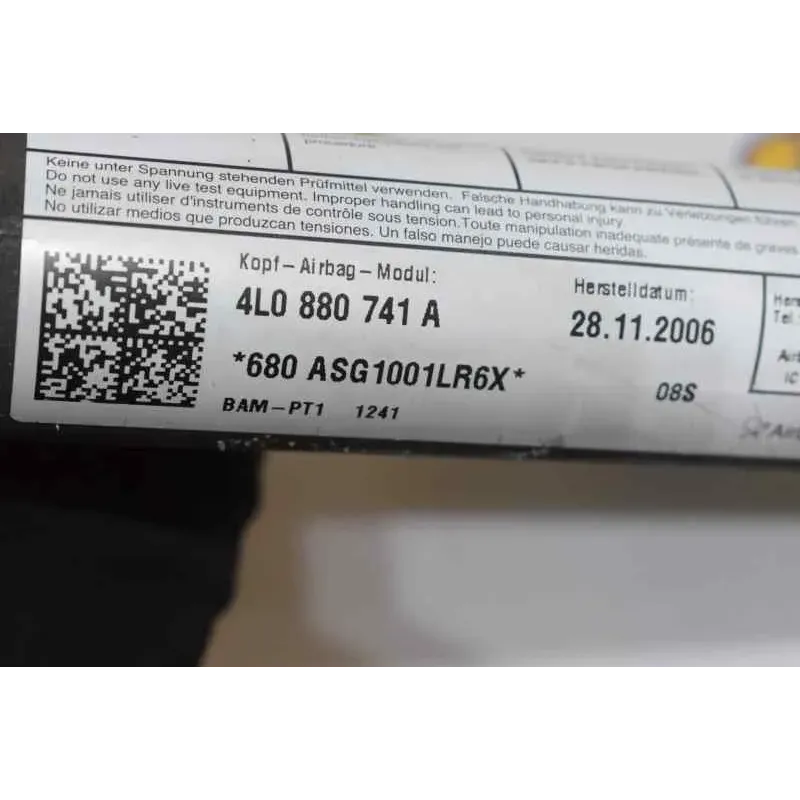 Keine unter Spannung stehenden Prüfmittel verwenden. Falsche Handhabung kann zu Verletzungen führen.
Do not use any live test equipment. Improper handling can lead to personal injury
Ne jamais utiliser d'instruments de contrôle sous tension.Toute manipulation inadequate présente de graves
No utilizar medios que produzcan tensiones. Un falso manejo puede causar heridas.
Kopf-Airbag-Modul:
4L0 880 741 A
*680 ASG1001LR6X*
BAM-PT1 1241
Herstelldatum:
28.11.2006
08S
Tel
IC